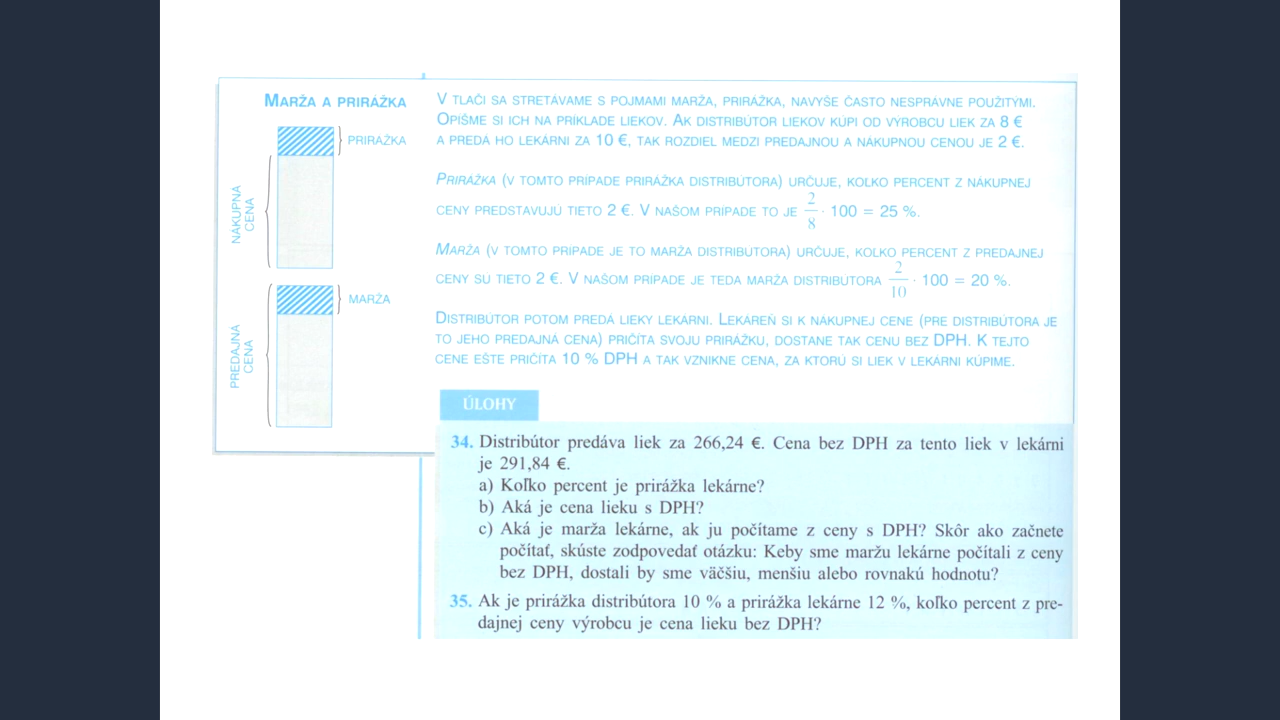 MARŽA A PRIRÁŽKA
PRIRÁŽKA
NÁKUPNÁ
CENA
MARŽA
PREDAJNÁ
CENA
V TLAČI SA STRETÁVAME S POJMAMI MARŽA, PRIRÁŽKA, NAVYŠE ČASTO NESPRÁVNE POUŽITÝMI.
OPÍŠME SI ICH NA PRÍKLADE LIEKOV. AK DISTRIBÚTOR LIEKOV KÚPI OD VÝROBCU LIEK ZA 8 €
A PREDÁ HO LEKÁRNI ZA 10 €, TAK ROZDIEL MEDZI PREDAJNOU A NÁKUPNOU CENOU JE 2 €.
PRIRÁŽKA (V TOMTO PRÍPADE PRIRÁŽKA DISTRIBÚTORA) URČUJE, KOĽKO PERCENT Z NÁKUPNEJ
CENY PREDSTAVUJÚ TIETO 2 €. V NAŠOM PRÍPADE TO JE 2/8 · 100 = 25 %.
MARŽA (V TOMTO PRÍPADE JE TO MARŽA DISTRIBÚTORA) URČUJE, KOĽKO PERCENT Z PREDAJNEJ
CENY SÚ TIETO 2 €. V NAŠOM PRÍPADE JE TEDA MARŽA DISTRIBÚTORA 2/10 · 100 = 20 %.
DISTRIBÚTOR POTOM PREDÁ LIEKY LEKÁRNI. LEKÁREŇ SI K NÁKUPNEJ CENE (PRE DISTRIBÚTORA JE
TO JEHO PREDAJNÁ CENA) PRIČÍTA SVOJU PRIRÁŽKU, DOSTANE TAK CENU BEZ DPH. K TEJTO
CENE EŠTE PRIČÍTA 10 % DPH A TAK VZNIKNE CENA, ZA KTORÚ SI LIEK V LEKÁRNI KÚPIME.
ÚLOHY
34. Distribútor predáva liek za 266,24 €. Cena bez DPH za tento liek v lekárni
je 291,84 €.
a) Koľko percent je prirážka lekárne?
b) Aká je cena lieku s DPH?
c) Aká je marža lekárne, ak ju počítame z ceny s DPH? Skôr ako začnete
počítať, skúste zodpovedať otázku: Keby sme maržu lekárne počítali z ceny
bez DPH, dostali by sme väčšiu, menšiu alebo rovnakú hodnotu?
35. Ak je prirážka distribútora 10 % a prirážka lekárne 12 %, koľko percent z pre-
dajnej ceny výrobcu je cena lieku bez DPH?